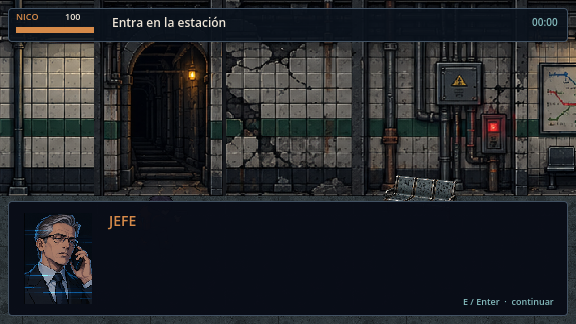 NICO 100
Entra en la estación
00:00
JEFE
E / Enter · continuar